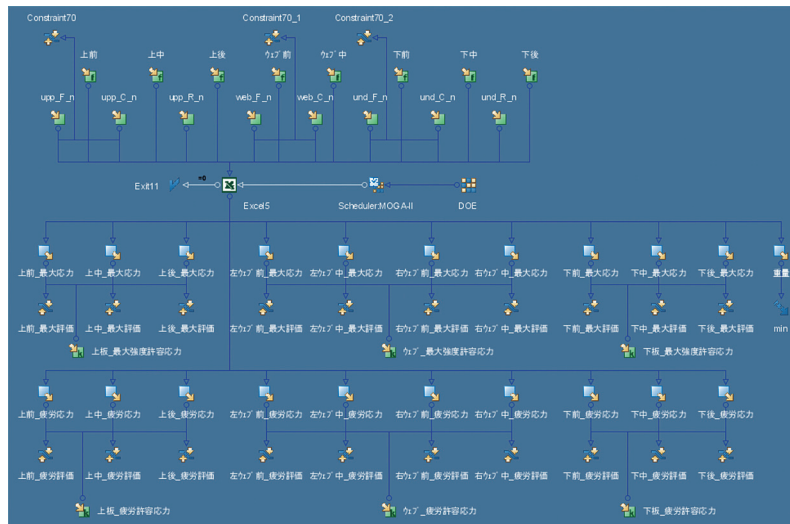 Constraint70 Constraint70_1 Constraint70_2
上前 上中 上後 ウェブ前 ウェブ中 下前 下中 下後
upp_F_n upp_C_n upp_R_n web_F_n web_C_n und_F_n und_C_n und_R_n
Exit11 =0 Excel5 Scheduler:MOGA-II DOE
上前_最大応力 上中_最大応力 上後_最大応力 左ウェブ前_最大応力 左ウェブ中_最大応力 右ウェブ前_最大応力 右ウェブ中_最大応力 下前_最大応力 下中_最大応力 下後_最大応力 重量
上前_最大評価 上中_最大評価 上後_最大評価 左ウェブ前_最大評価 左ウェブ中_最大評価 右ウェブ前_最大評価 右ウェブ中_最大評価 下前_最大評価 下中_最大評価 下後_最大評価 min
上板_最大強度許容応力 ウェブ_最大強度許容応力 下板_最大強度許容応力
上前_疲労応力 上中_疲労応力 上後_疲労応力 左ウェブ前_疲労応力 左ウェブ中_疲労応力 右ウェブ前_疲労応力 右ウェブ中_疲労応力 下前_疲労応力 下中_疲労応力 下後_疲労応力
上前_疲労評価 上中_疲労評価 上後_疲労評価 左ウェブ前_疲労評価 左ウェブ中_疲労評価 右ウェブ前_疲労評価 右ウェブ中_疲労評価 下前_疲労評価 下中_疲労評価 下後_疲労評価
上板_疲労許容応力 ウェブ_疲労許容応力 下板_疲労許容応力